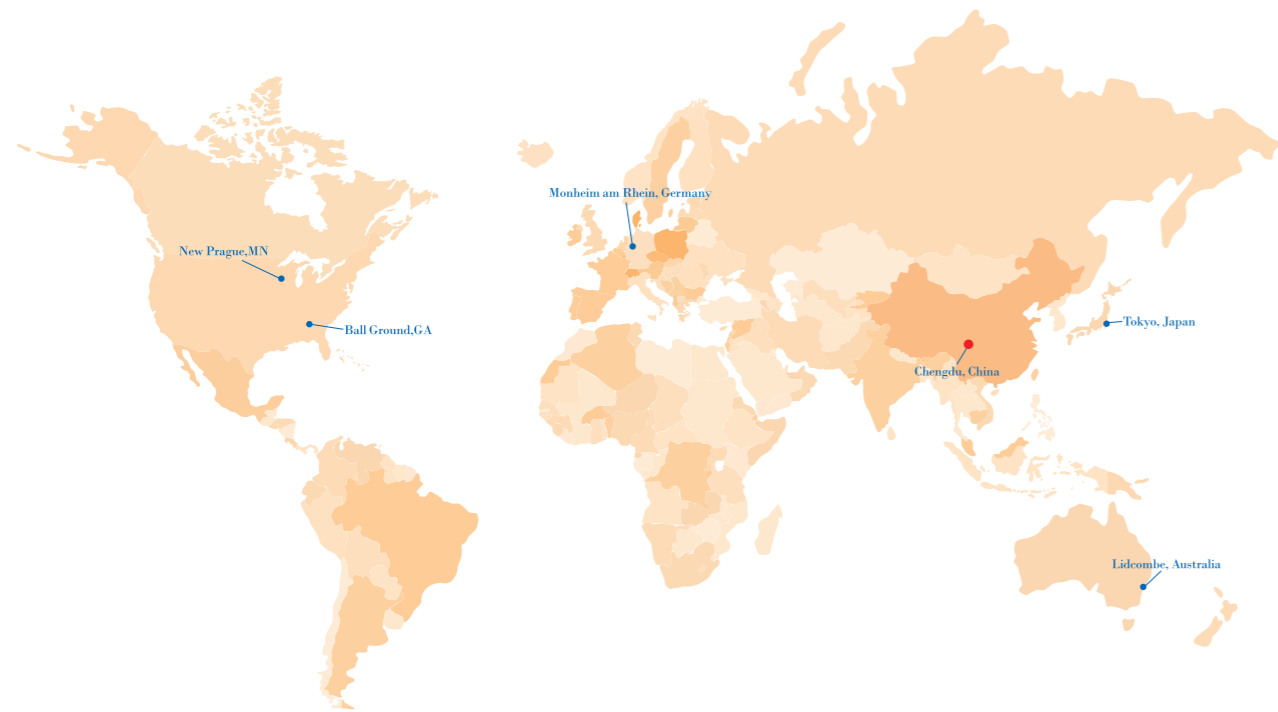 Monheim am Rhein, Germany
New Prague,MN
Ball Ground,GA
Tokyo, Japan
Chengdu, China
Lidcombe, Australia